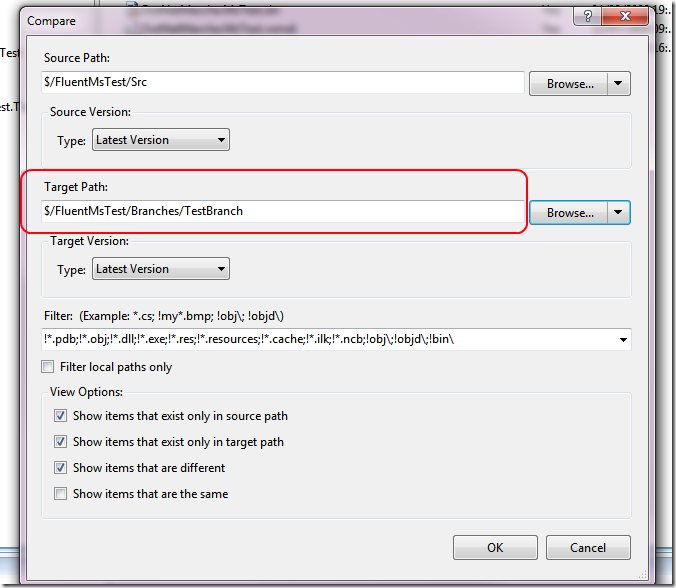 Compare
Test
est.T
19:
16:
Source Path:
$/FluentMsTest/Src
Browse...
Source Version:
Type: Latest Version
Target Path:
$/FluentMsTest/Branches/TestBranch
Browse...
Target Version:
Type: Latest Version
Filter: (Example: *.cs; !my*.bmp; !obj\; !objd\)
!*.pdb;!*.obj;!*.dll;!*.exe;!*.res;!*.resources;!*.cache;!*.ilk;!*.ncb;!obj\;!objd\;!bin\
Filter local paths only
View Options:
Show items that exist only in source path
Show items that exist only in target path
Show items that are different
Show items that are the same
OK
Cancel